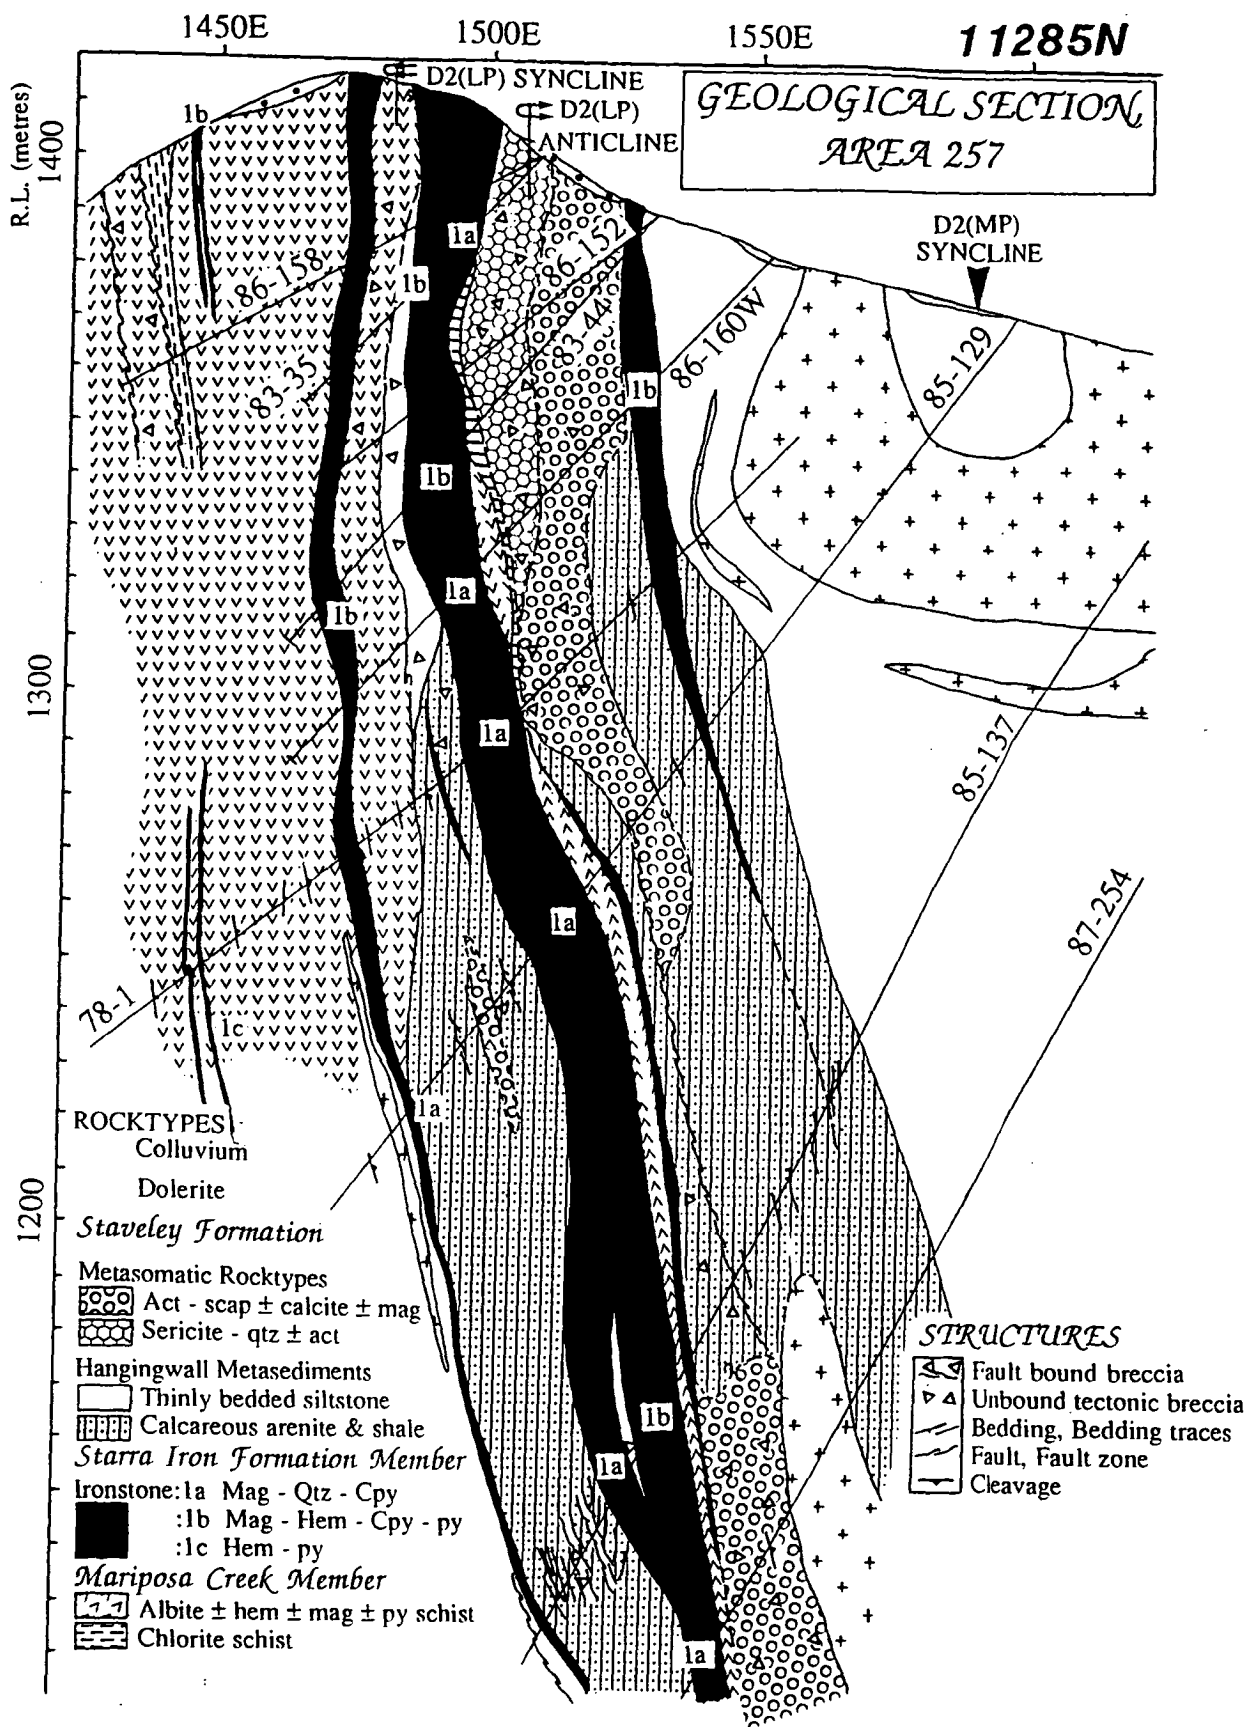 1450E
1500E
1550E
11285N
GEOLOGICAL SECTION,
AREA 257
D2(LP) SYNCLINE
D2(LP)
ANTICLINE
D2(MP)
SYNCLINE
R.L. (metres)
1400
1300
1200
1b
1a
1b
1b
1b
1a
1b
1a
1a
1c
1a
1b
1a
1a
86-158
86-152
83-44
83-35
86-160W
85-129
85-137
87-254
78-1
ROCKTYPES
Colluvium
Dolerite
Staveley Formation
Metasomatic Rocktypes
Act - scap ± calcite ± mag
Sericite - qtz ± act
Hangingwall Metasediments
Thinly bedded siltstone
Calcareous arenite & shale
Starra Iron Formation Member
Ironstone:1a Mag - Qtz - Cpy
:1b Mag - Hem - Cpy - py
:1c Hem - py
Mariposa Creek Member
Albite ± hem ± mag ± py schist
Chlorite schist
STRUCTURES
Fault bound breccia
Unbound tectonic breccia
Bedding, Bedding traces
Fault, Fault zone
Cleavage